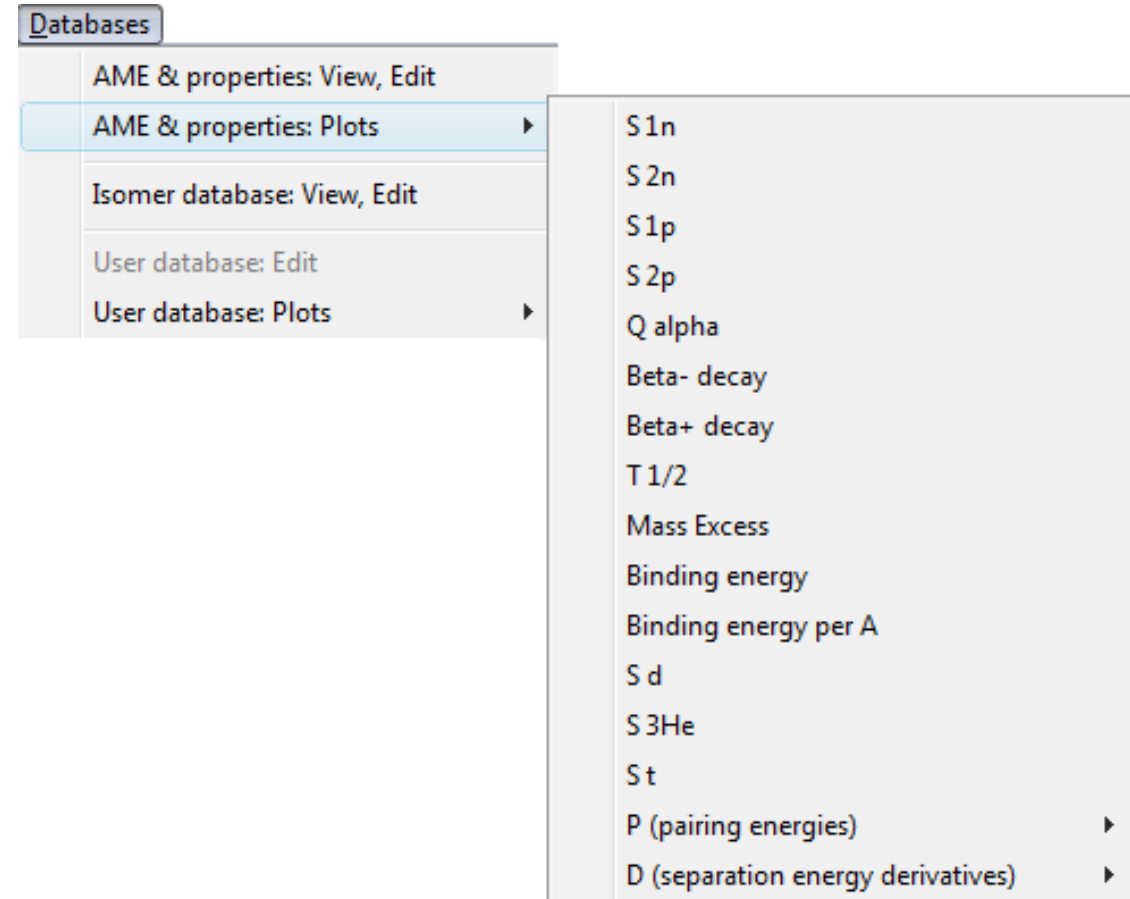 Databases
AME & properties: View, Edit
AME & properties: Plots
Isomer database: View, Edit
User database: Edit
User database: Plots
S 1n
S 2n
S 1p
S 2p
Q alpha
Beta- decay
Beta+ decay
T 1/2
Mass Excess
Binding energy
Binding energy per A
S d
S 3He
S t
P (pairing energies)
D (separation energy derivatives)